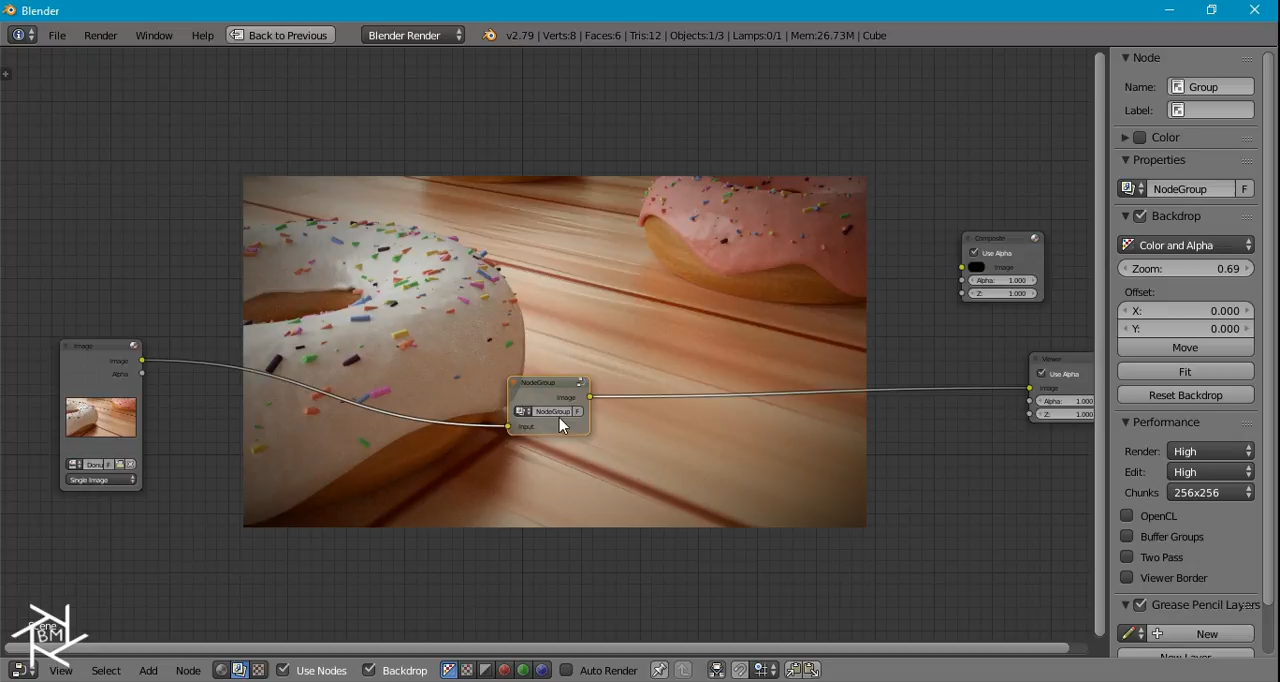 Blender
File Render Window Help Back to Previous Blender Render v2.79 | Verts:8 | Faces:6 | Tris:12 | Objects:1/3 | Lamps:0/1 | Mem:26.73M | Cube
Node
Name: Group
Label:
Color
Properties
NodeGroup F
Backdrop
Color and Alpha
Zoom: 0.69
Offset:
X: 0.000
Y: 0.000
Move
Fit
Reset Backdrop
Performance
Render: High
Edit: High
Chunks 256x256
OpenCL
Buffer Groups
Two Pass
Viewer Border
Grease Pencil Layers
New
New Layer
Composite
Use Alpha
Image
Alpha: 1.000
Z: 1.000
Image
Image
Alpha
Donu F
Single Image
NodeGroup
Image
NodeGroup F
Input
Viewer
Use Alpha
Image
Alpha: 1.000
Z: 1.000
Scene
BM
View Select Add Node Use Nodes Backdrop Auto Render